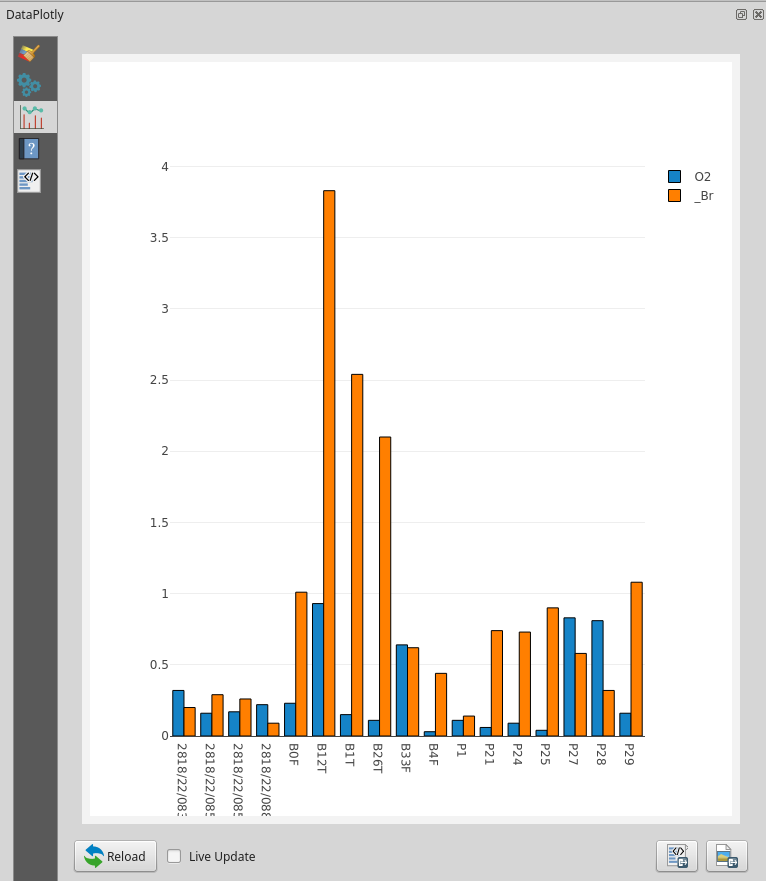 DataPlotly
4
3.5
3
2.5
2
1.5
1
0.5
0
O2
_Br
B0F
B12T
B1T
B26T
B33F
B4F
P1
P21
P24
P25
P27
P28
P29
?
</>
Reload
Live Update
</>